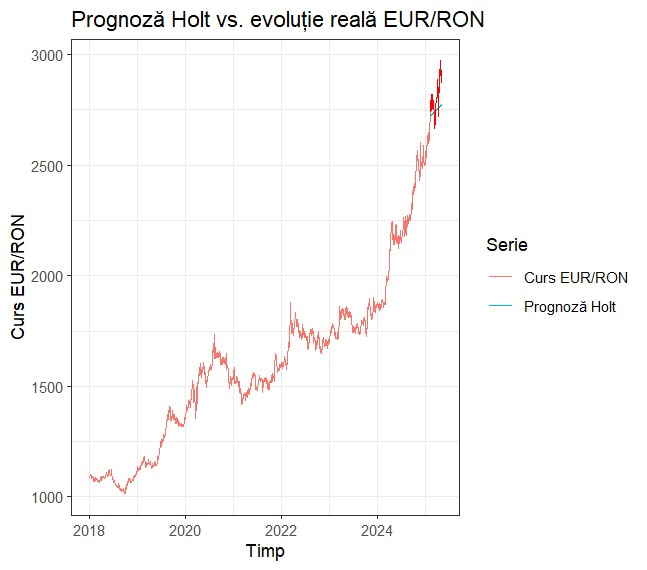 Prognoză Holt vs. evoluție reală EUR/RON
3000
2500
2000
1500
1000
Curs EUR/RON
2018
2020
2022
2024
Timp
Serie
Curs EUR/RON
Prognoză Holt